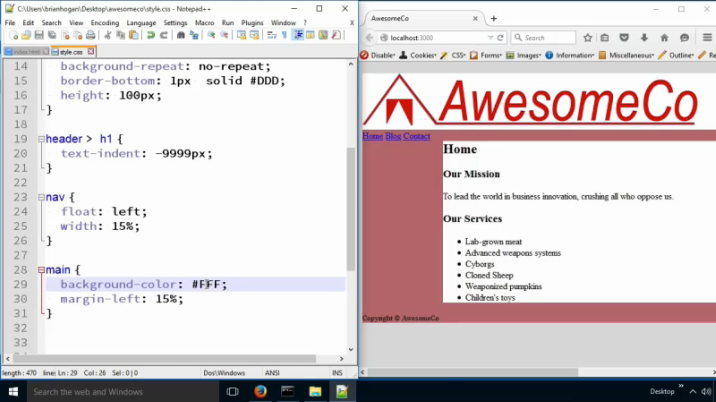 C:\Users\brianhogan\Desktop\awesomeco\style.css - Notepad++
File Edit Search View Encoding Language Settings Macro Run Plugins Window ?
index.html style.css
14 background-repeat: no-repeat;
15 border-bottom: 1px solid #DDD;
16 height: 100px;
17 }
18
19 header > h1 {
20 text-indent: -9999px;
21 }
22
23 nav {
24 float: left;
25 width: 15%;
26 }
27
28 main {
29 background-color: #FFF;
30 margin-left: 15%;
31 }
32
33
length : 470 line: Ln : 29 Col : 26 Sel : 0 | 0 Dos\Windows ANSI INS
AwesomeCo
localhost:3000 Search
Disable Cookies CSS Forms Images Information Miscellaneous Outline Re
AwesomeCo
Home Blog Contact
Home
Our Mission
To lead the world in business innovation, crushing all who oppose us.
Our Services
Lab-grown meat
Advanced weapons systems
Cyborgs
Cloned Sheep
Weaponized pumpkins
Children's toys
Copyright © AwesomeCo
Search the web and Windows
Desktop